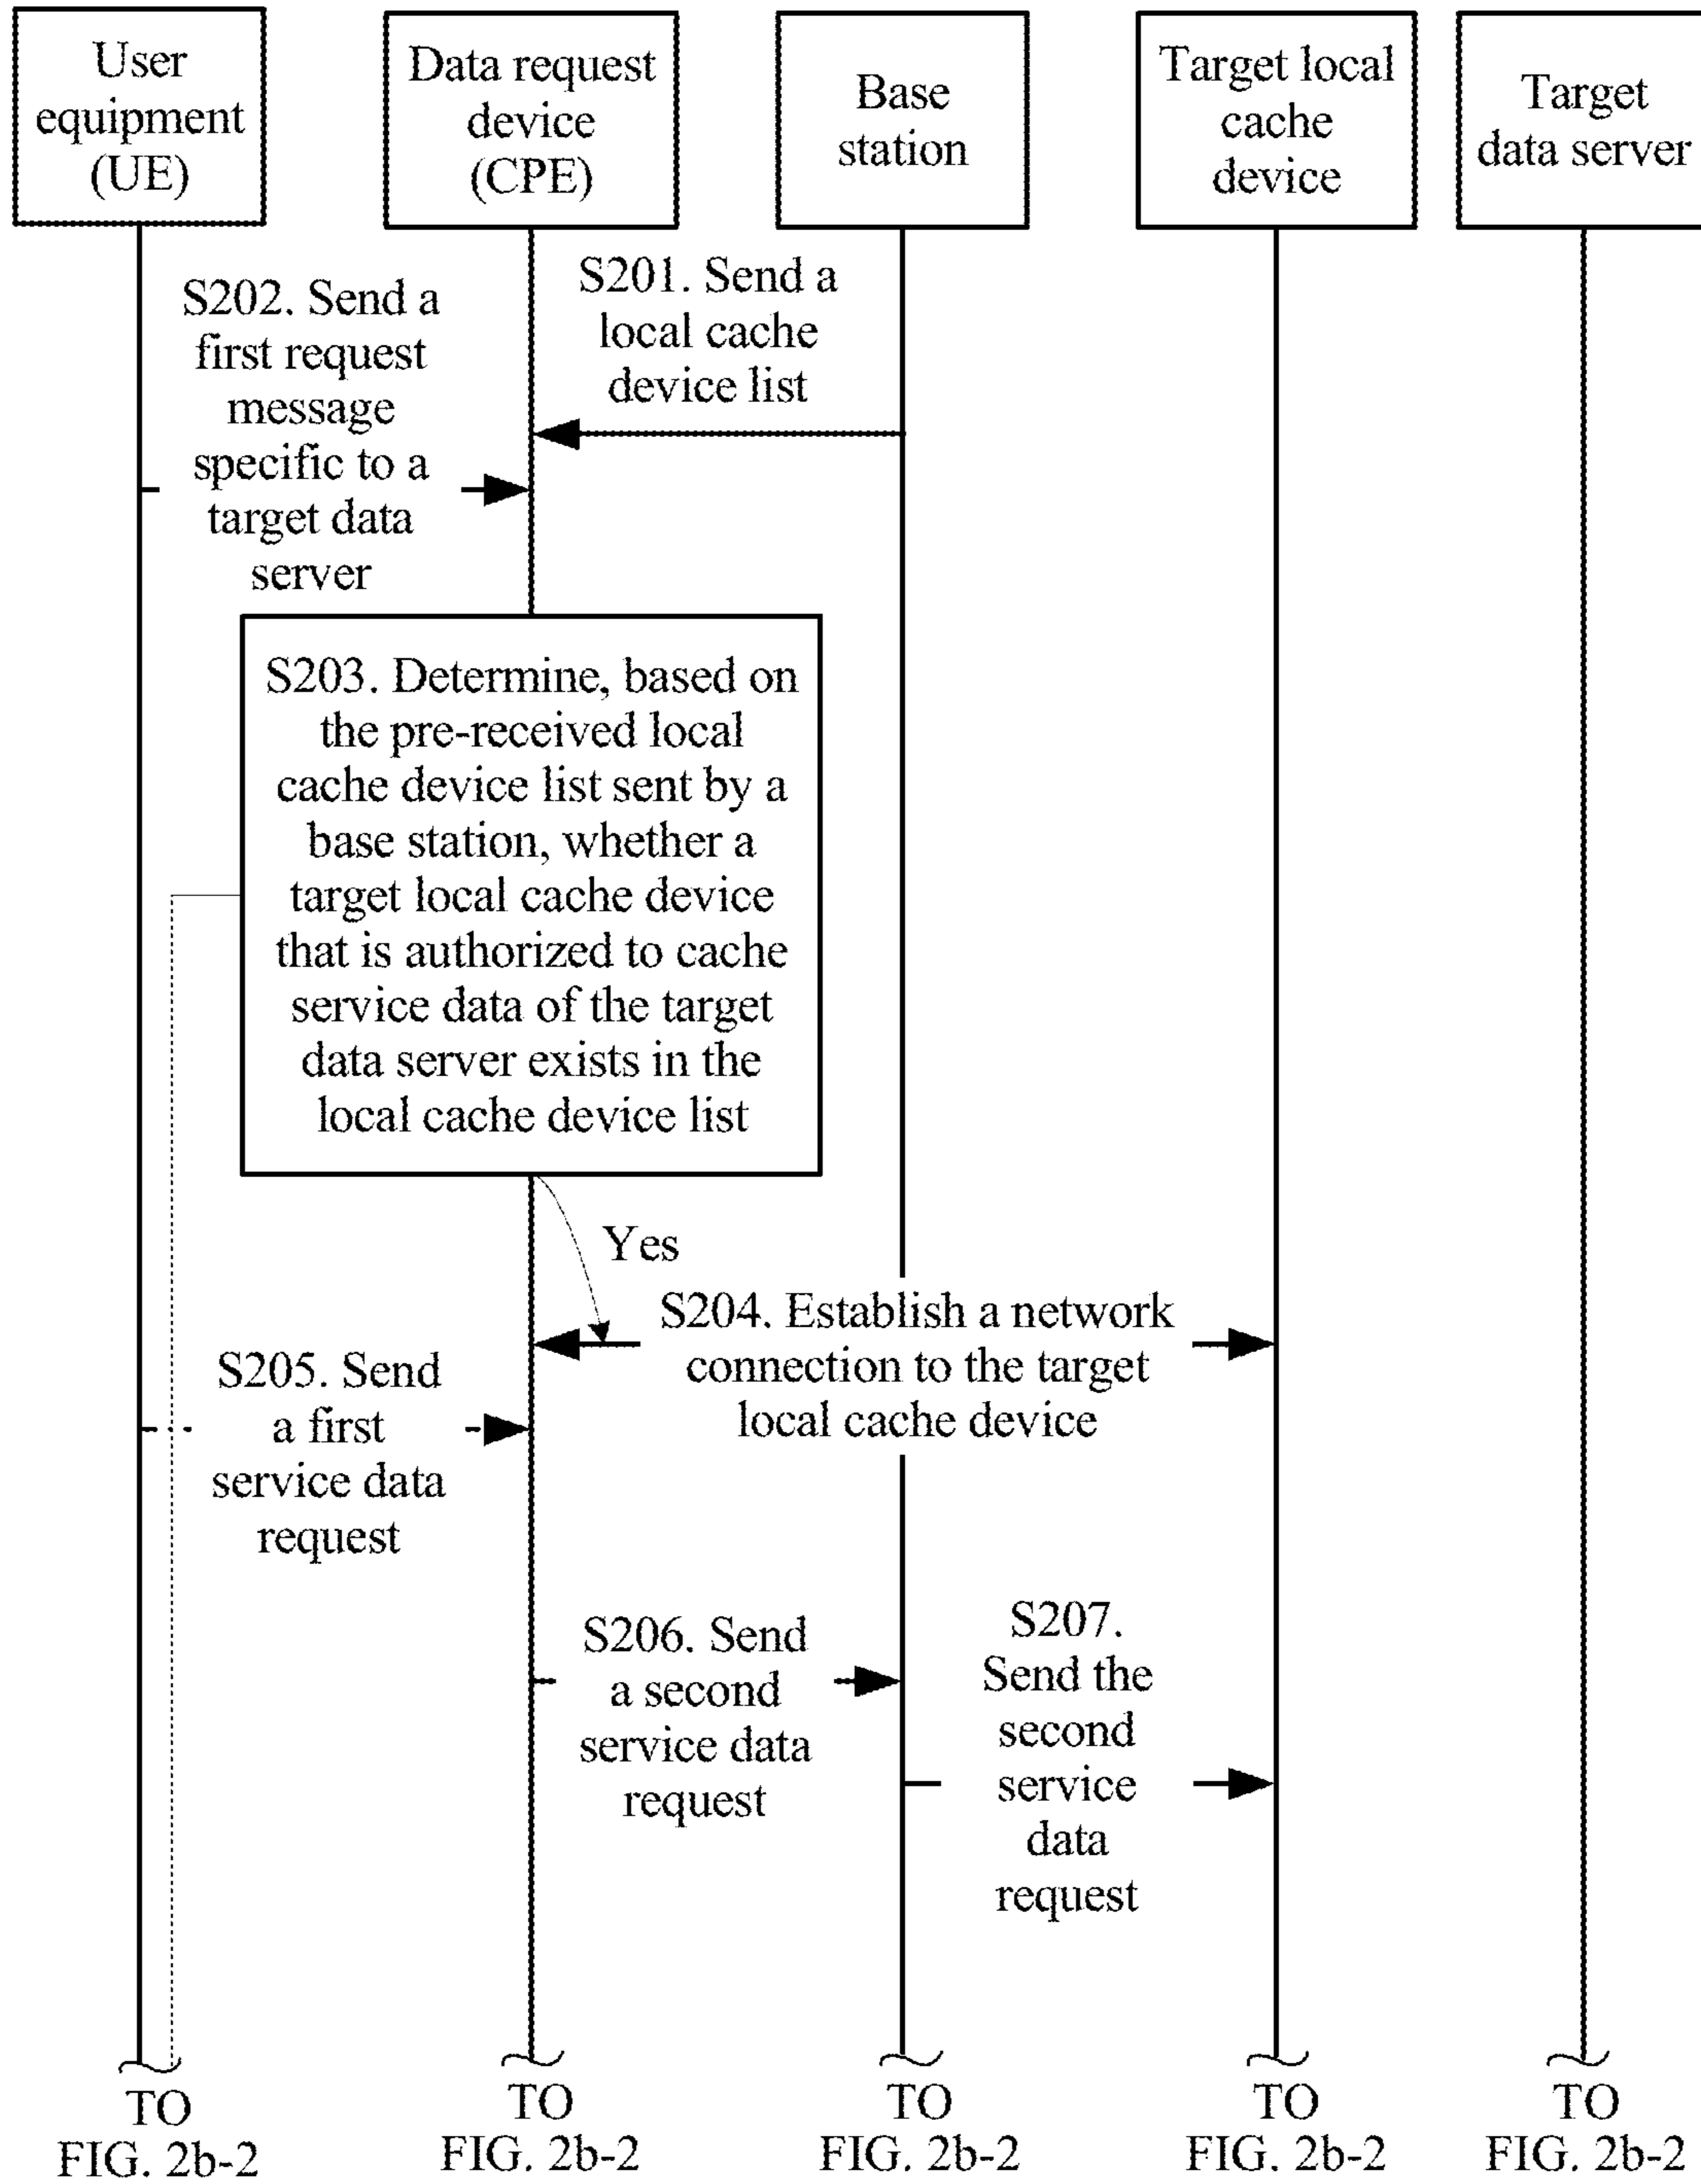 User
equipment
(UE)
Data request
device
(CPE)
Base
station
Target local
cache
device
Target
data server
S201. Send a
local cache
device list
S202. Send a
first request
message
specific to a
target data
server
S203. Determine, based on
the pre-received local
cache device list sent by a
base station, whether a
target local cache device
that is authorized to cache
service data of the target
data server exists in the
local cache device list
Yes
S204. Establish a network
connection to the target
local cache device
S205. Send
a first
service data
request
S206. Send
a second
service data
request
S207.
Send the
second
service
data
request
TO
FIG. 2b-2
TO
FIG. 2b-2
TO
FIG. 2b-2
TO
FIG. 2b-2
TO
FIG. 2b-2